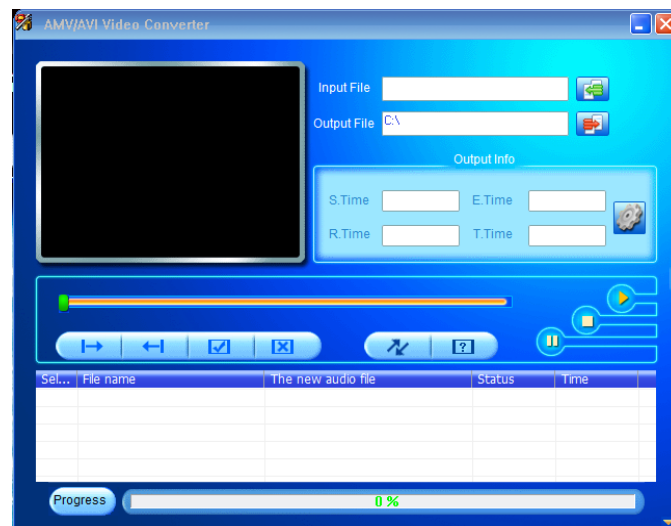 AMV/AVI Video Converter
Input File
Output File C:\
Output Info
S.Time E.Time
R.Time T.Time
Sel... File name The new audio file Status Time
Progress 0 %